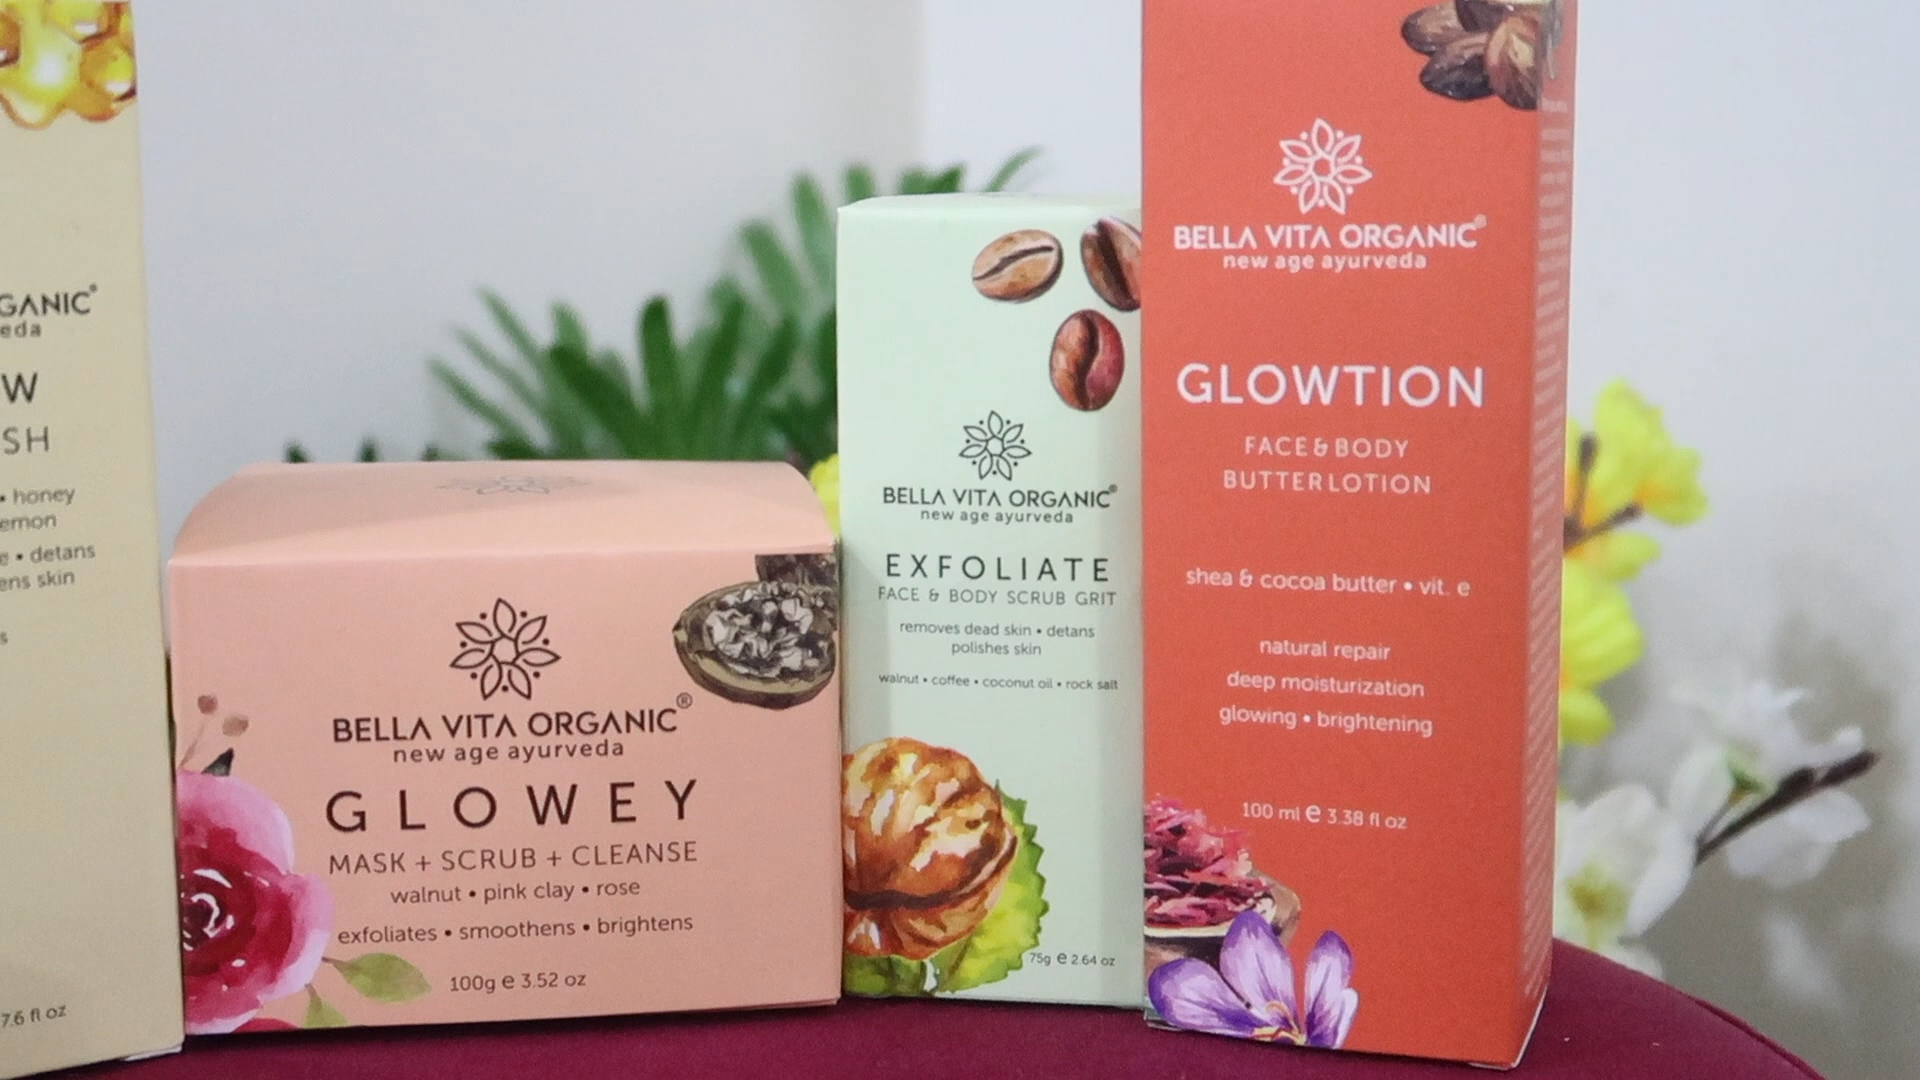 GANIC®
eda
W
SH
• honey
emon
e • detans
ens skin
s
7.6 fl oz
BELLA VITA ORGANIC®
new age ayurveda
GLOWEY
MASK + SCRUB + CLEANSE
walnut • pink clay • rose
exfoliates • smoothens • brightens
100g e 3.52 oz
BELLA VITA ORGANIC®
new age ayurveda
EXFOLIATE
FACE & BODY SCRUB GRIT
removes dead skin • detans
polishes skin
walnut • coffee • coconut oil • rock salt
75g e 2.64 oz
BELLA VITA ORGANIC®
new age ayurveda
GLOWTION
FACE & BODY
BUTTER LOTION
shea & cocoa butter • vit. e
natural repair
deep moisturization
glowing • brightening
100 ml e 3.38 fl oz